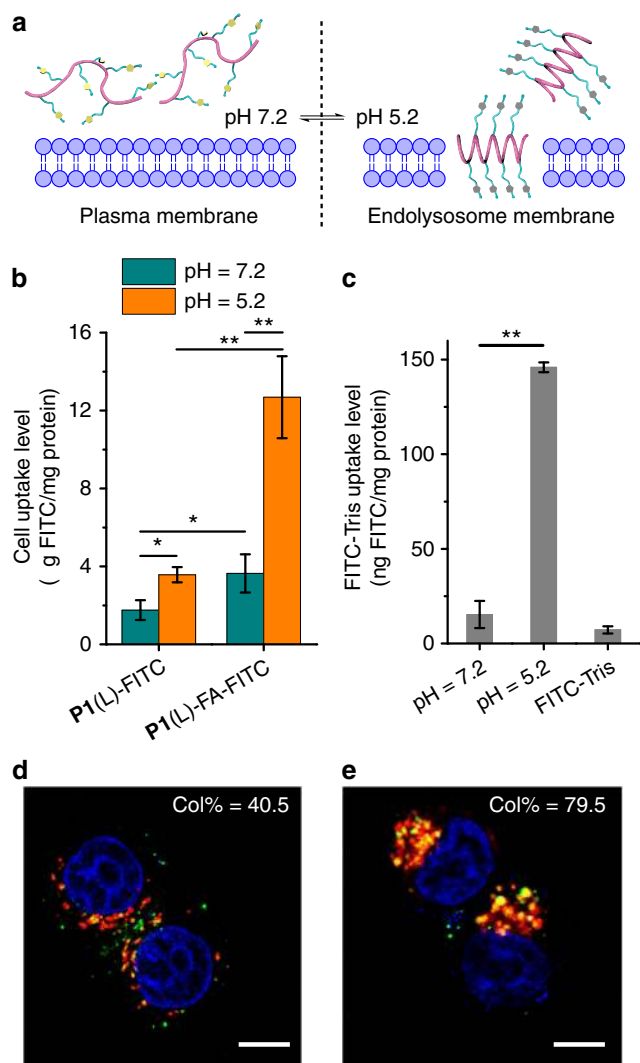 a
pH 7.2 ⇌ pH 5.2
Plasma membrane
Endolysosome membrane
b
pH = 7.2
pH = 5.2
16
12
8
4
0
Cell uptake level
( g FITC/mg protein)
*
*
**
**
P1(L)-FITC
P1(L)-FA-FITC
c
150
100
50
0
FITC-Tris uptake level
(ng FITC/mg protein)
**
pH = 7.2
pH = 5.2
FITC-Tris
d
Col% = 40.5
e
Col% = 79.5